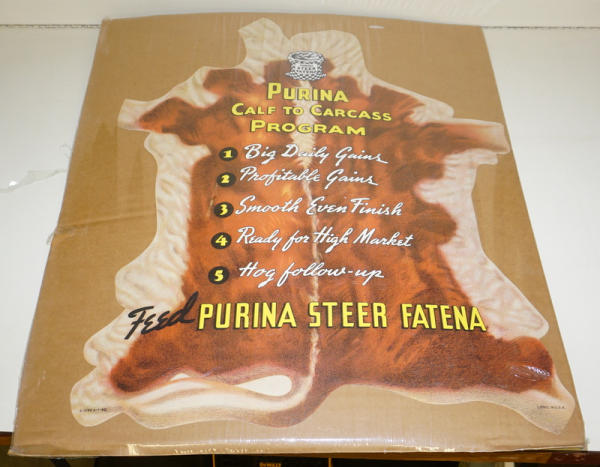 PURINA
CALF TO CARCASS
PROGRAM
1 Big Daily Gains
2 Profitable Gains
3 Smooth Even Finish
4 Ready for High Market
5 Hog follow-up
Feed PURINA STEER FATENA